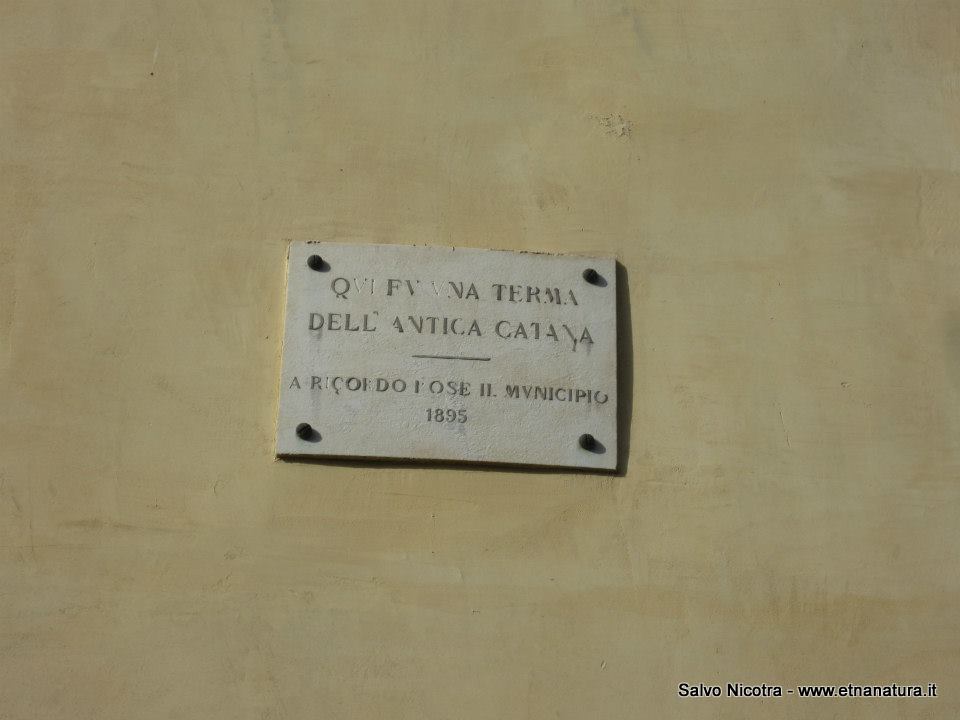 QVI FV VNA TERMA
DELL' ANTICA CATANA
A RICORDO POSE IL MVNICIPIO
1895
Salvo Nicotra - www.etnanatura.it